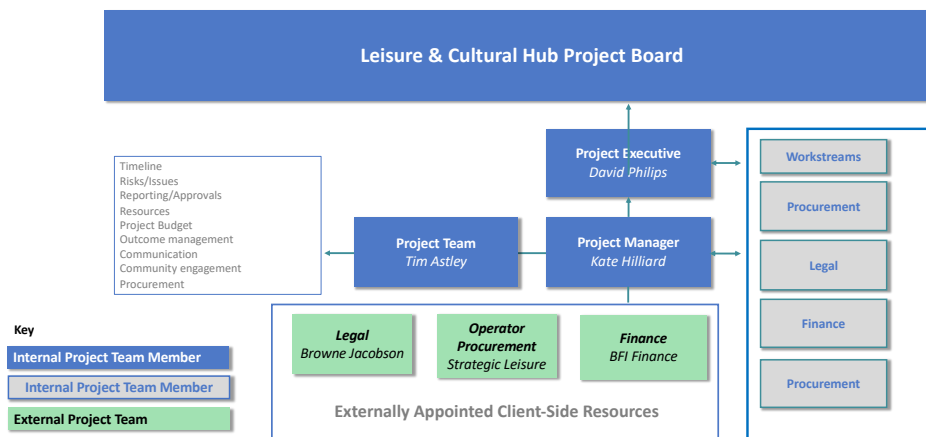 Leisure & Cultural Hub Project Board
Project Executive
David Philips
Workstreams
Procurement
Legal
Finance
Procurement
Timeline
Risks/Issues
Reporting/Approvals
Resources
Project Budget
Outcome management
Communication
Community engagement
Procurement
Project Team
Tim Astley
Project Manager
Kate Hilliard
Legal
Browne Jacobson
Operator
Procurement
Strategic Leisure
Finance
BFI Finance
Externally Appointed Client-Side Resources
Key
Internal Project Team Member
Internal Project Team Member
External Project Team